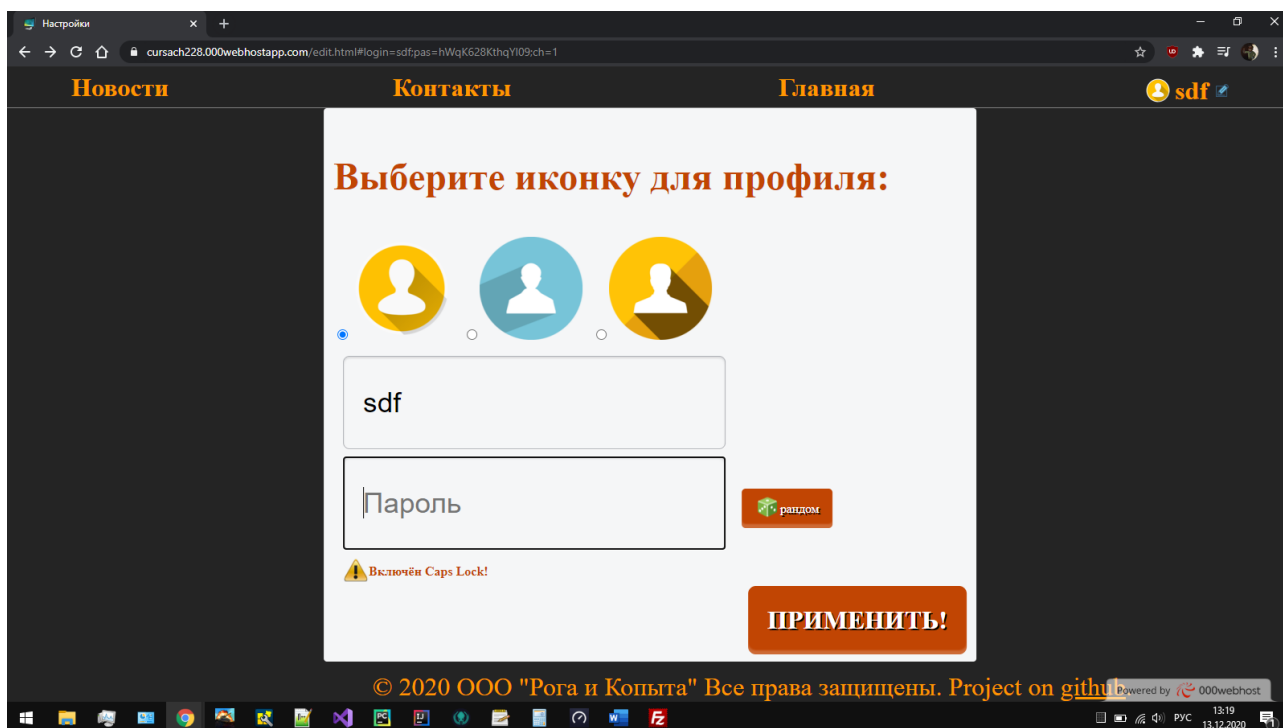 Настройки
cursach228.000webhostapp.com/edit.html#login=sdf;pas=hWqK628KthqYl09;ch=1
Новости Контакты Главная sdf
Выберите иконку для профиля:
sdf
Пароль
рандом
Включён Caps Lock!
ПРИМЕНИТЬ!
© 2020 ООО "Рога и Копыта" Все права защищены. Project on github
Powered by 000webhost
РУС
13:19
13.12.2020